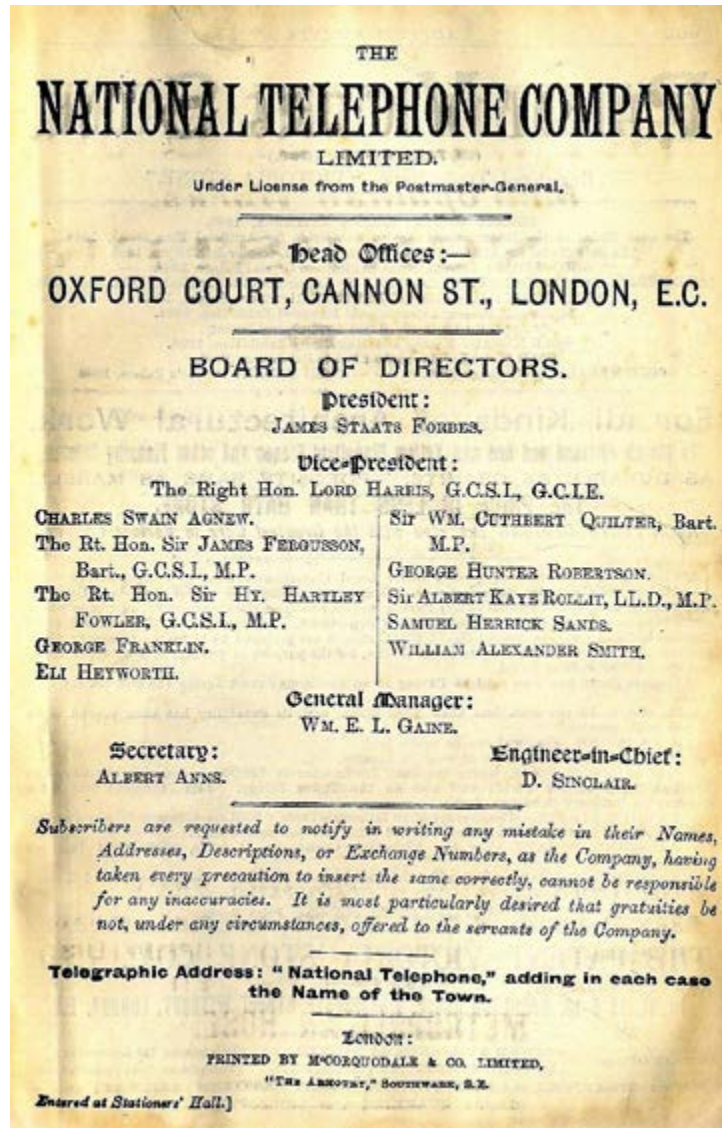 THE
NATIONAL TELEPHONE COMPANY
LIMITED.
Under License from the Postmaster-General.
Head Offices:—
OXFORD COURT, CANNON ST., LONDON, E.C.
BOARD OF DIRECTORS.
President:
JAMES STAATS FORBES.
Vice-President:
The Right Hon. LORD HARRIS, G.C.S.I., G.C.I.E.
CHARLES SWAIN AGNEW.
The Rt. Hon. Sir JAMES FERGUSSON,
Bart., G.C.S.I., M.P.
The Rt. Hon. Sir HY. HARTLEY
FOWLER, G.C.S.I., M.P.
GEORGE FRANKLIN.
ELI HEYWORTH.
Sir WM. CUTHBERT QUILTER, Bart.
M.P.
GEORGE HUNTER ROBERTSON.
Sir ALBERT KAYE ROLLIT, LL.D., M.P.
SAMUEL HERRICK SANDS.
WILLIAM ALEXANDER SMITH.
General Manager:
WM. E. L. GAINE.
Secretary:
ALBERT ANNS.
Engineer-in-Chief:
D. SINCLAIR.
Subscribers are requested to notify in writing any mistake in their Names,
Addresses, Descriptions, or Exchange Numbers, as the Company, having
taken every precaution to insert the same correctly, cannot be responsible
for any inaccuracies. It is most particularly desired that gratuities be
not, under any circumstances, offered to the servants of the Company.
Telegraphic Address: "National Telephone," adding in each case
the Name of the Town.
London:
PRINTED BY MCCORQUODALE & CO. LIMITED,
"THE ARMOURY," SOUTHWARK, S.E.
Entered at Stationers' Hall.]